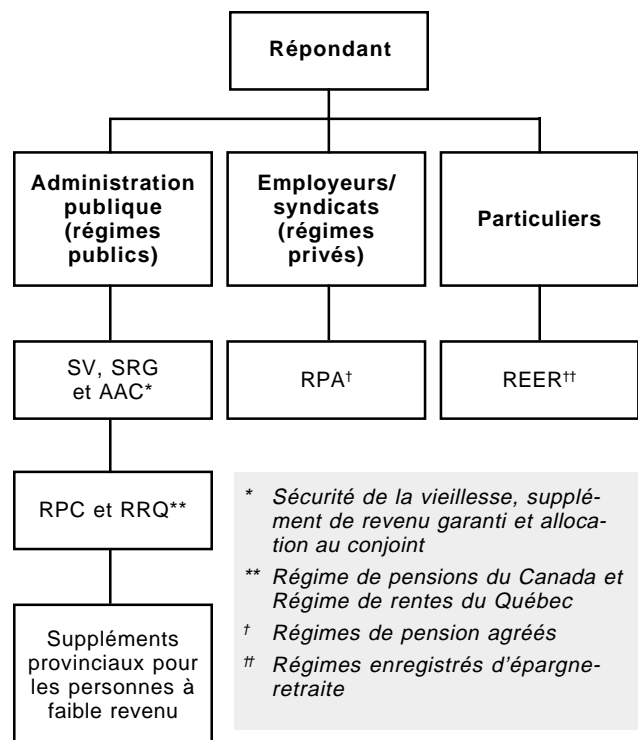 Répondant
Administration
publique
(régimes
publics)
Employeurs/
syndicats
(régimes
privés)
Particuliers
SV, SRG
et AAC*
RPA†
REER††
RPC et RRQ**
Suppléments
provinciaux pour
les personnes à
faible revenu
* Sécurité de la vieillesse, supplé-
ment de revenu garanti et alloca-
tion au conjoint
** Régime de pensions du Canada et
Régime de rentes du Québec
† Régimes de pension agréés
†† Régimes enregistrés d'épargne-
retraite